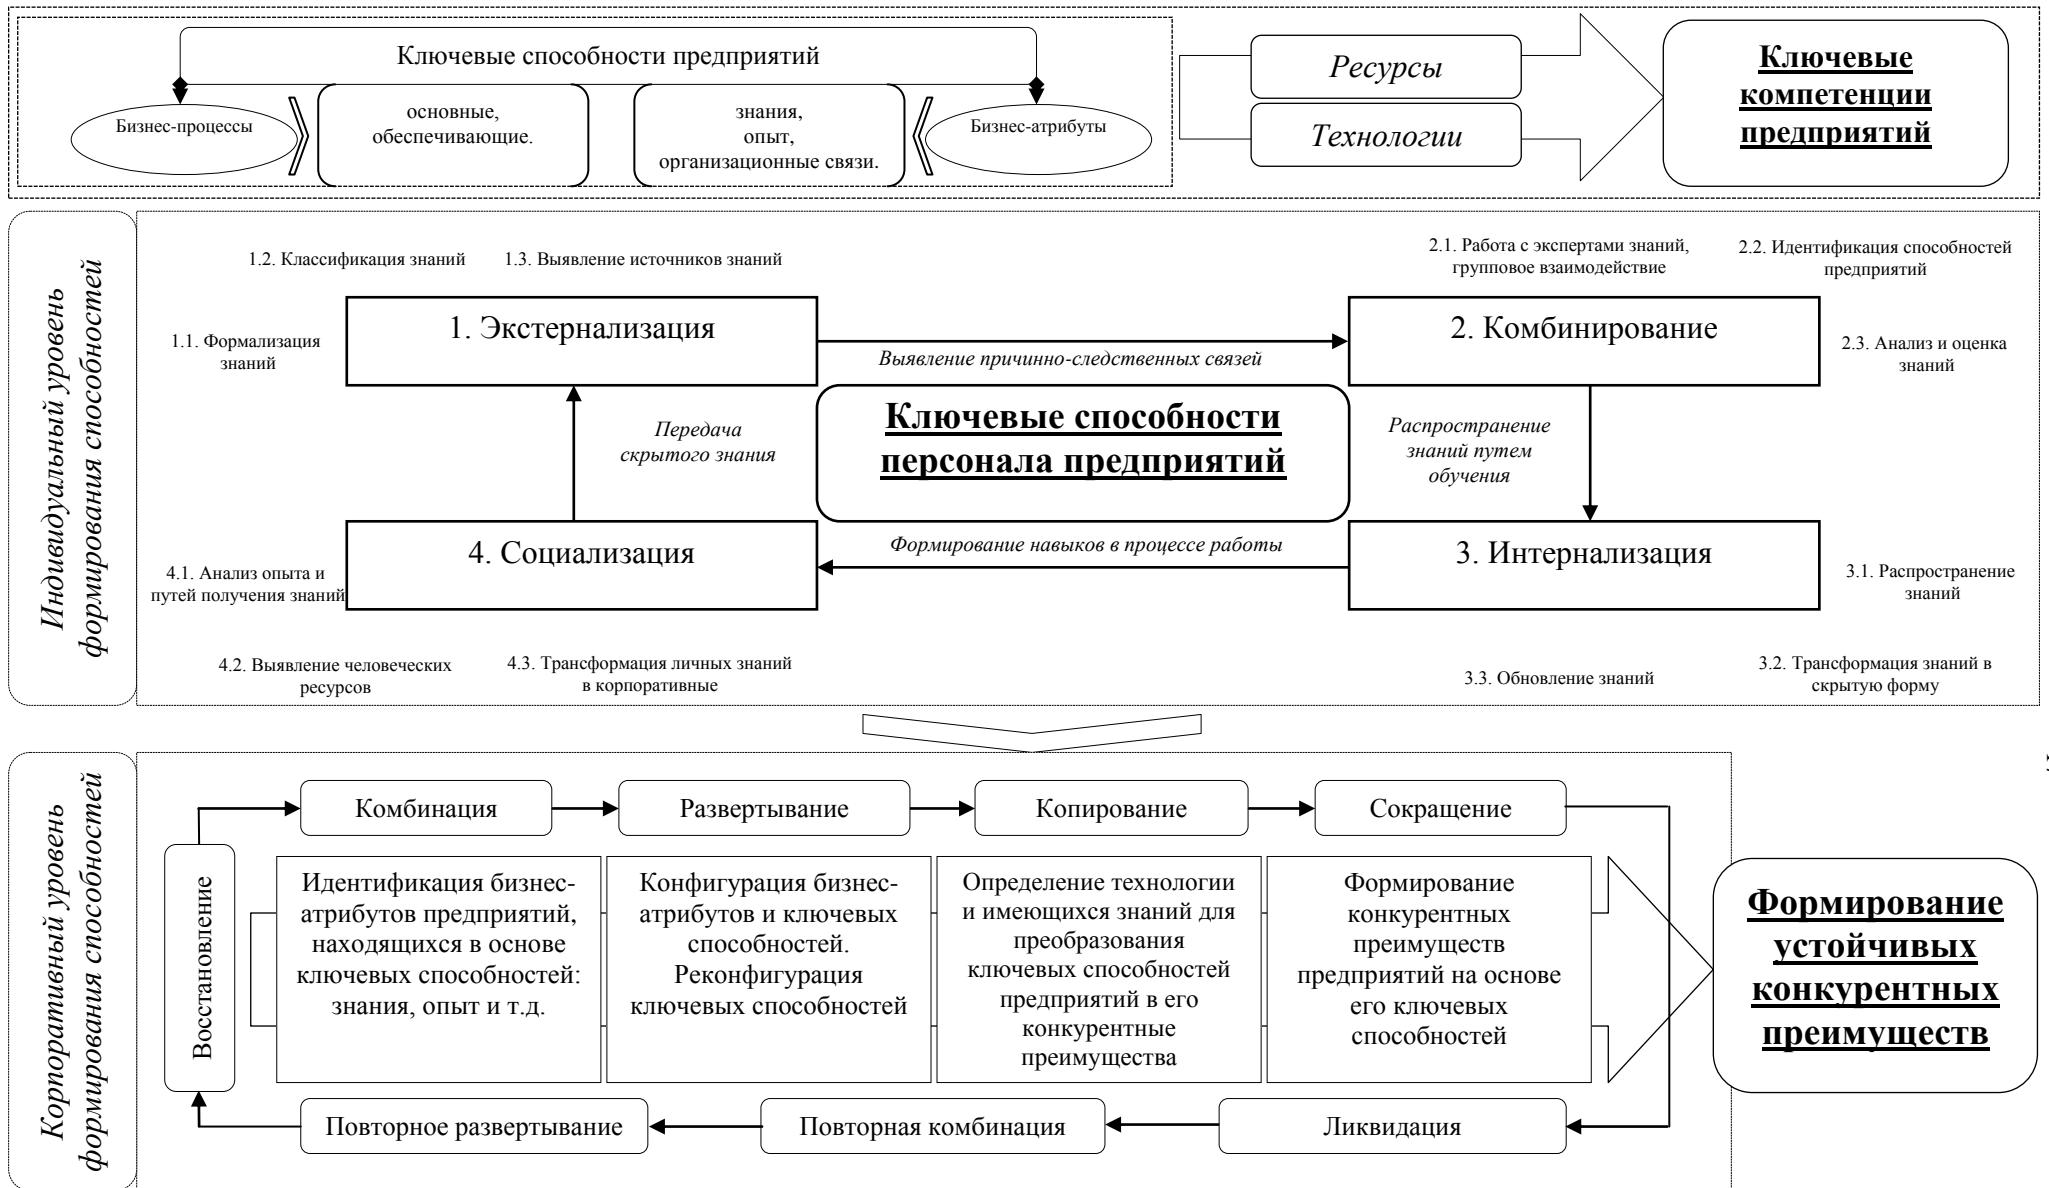 Ключевые способности предприятий
Бизнес-процессы
основные,
обеспечивающие.
знания,
опыт,
организационные связи.
Бизнес-атрибуты
Ресурсы
Технологии
Ключевые
компетенции
предприятий
Индивидуальный уровень
формирования способностей
1.2. Классификация знаний
1.3. Выявление источников знаний
2.1. Работа с экспертами знаний,
групповое взаимодействие
2.2. Идентификация способностей
предприятий
1.1. Формализация
знаний
1. Экстернализация
Выявление причинно-следственных связей
2. Комбинирование
2.3. Анализ и оценка
знаний
Передача
скрытого знания
Ключевые способности
персонала предприятий
Распространение
знаний путем
обучения
4.1. Анализ опыта и
путей получения знаний
4. Социализация
Формирование навыков в процессе работы
3. Интернализация
3.1. Распространение
знаний
4.2. Выявление человеческих
ресурсов
4.3. Трансформация личных знаний
в корпоративные
3.3. Обновление знаний
3.2. Трансформация знаний в
скрытую форму
Корпоративный уровень
формирования способностей
Комбинация
Развертывание
Копирование
Сокращение
Восстановление
Идентификация бизнес-
атрибутов предприятий,
находящихся в основе
ключевых способностей:
знания, опыт и т.д.
Конфигурация бизнес-
атрибутов и ключевых
способностей.
Реконфигурация
ключевых способностей
Определение технологии
и имеющихся знаний для
преобразования
ключевых способностей
предприятий в его
конкурентные
преимущества
Формирование
конкурентных
преимуществ
предприятий на основе
его ключевых
способностей
Формирование
устойчивых
конкурентных
преимуществ
Повторное развертывание
Повторная комбинация
Ликвидация